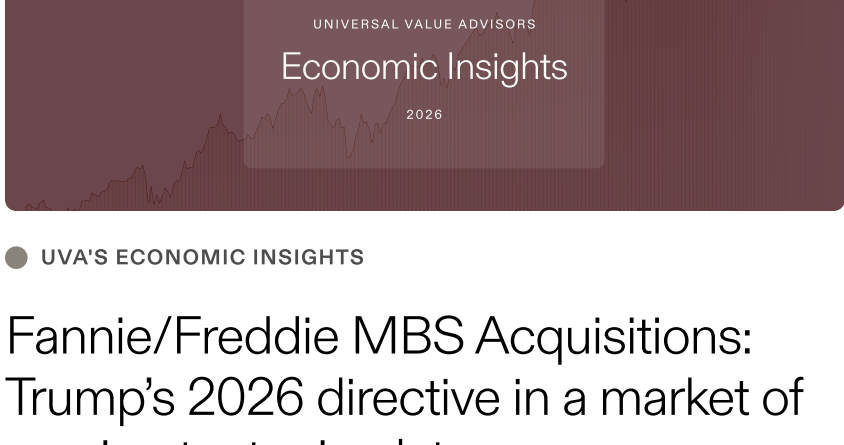 UNIVERSAL VALUE ADVISORS
Economic Insights
2026
UVA'S ECONOMIC INSIGHTS
Fannie/Freddie MBS Acquisitions:
Trump’s 2026 directive in a market of